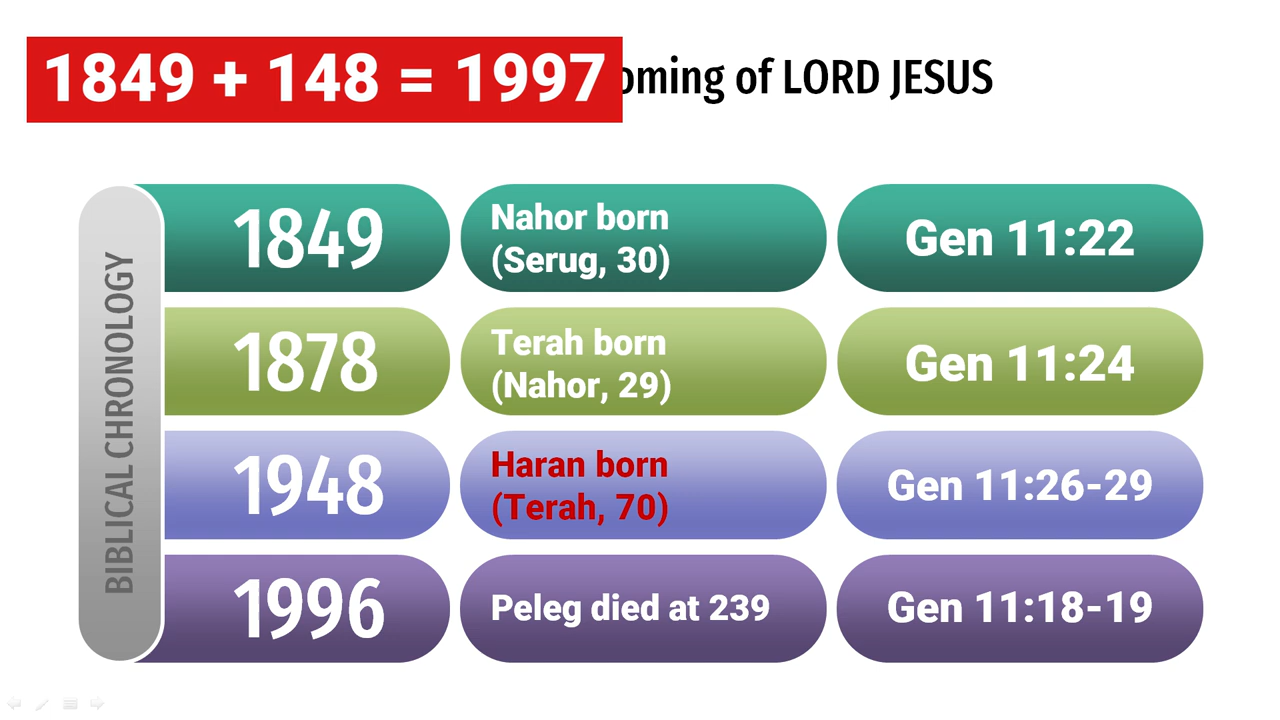 1849 + 148 = 1997
oming of LORD JESUS
BIBLICAL CHRONOLOGY
1849
Nahor born
(Serug, 30)
Gen 11:22
1878
Terah born
(Nahor, 29)
Gen 11:24
1948
Haran born
(Terah, 70)
Gen 11:26-29
1996
Peleg died at 239
Gen 11:18-19